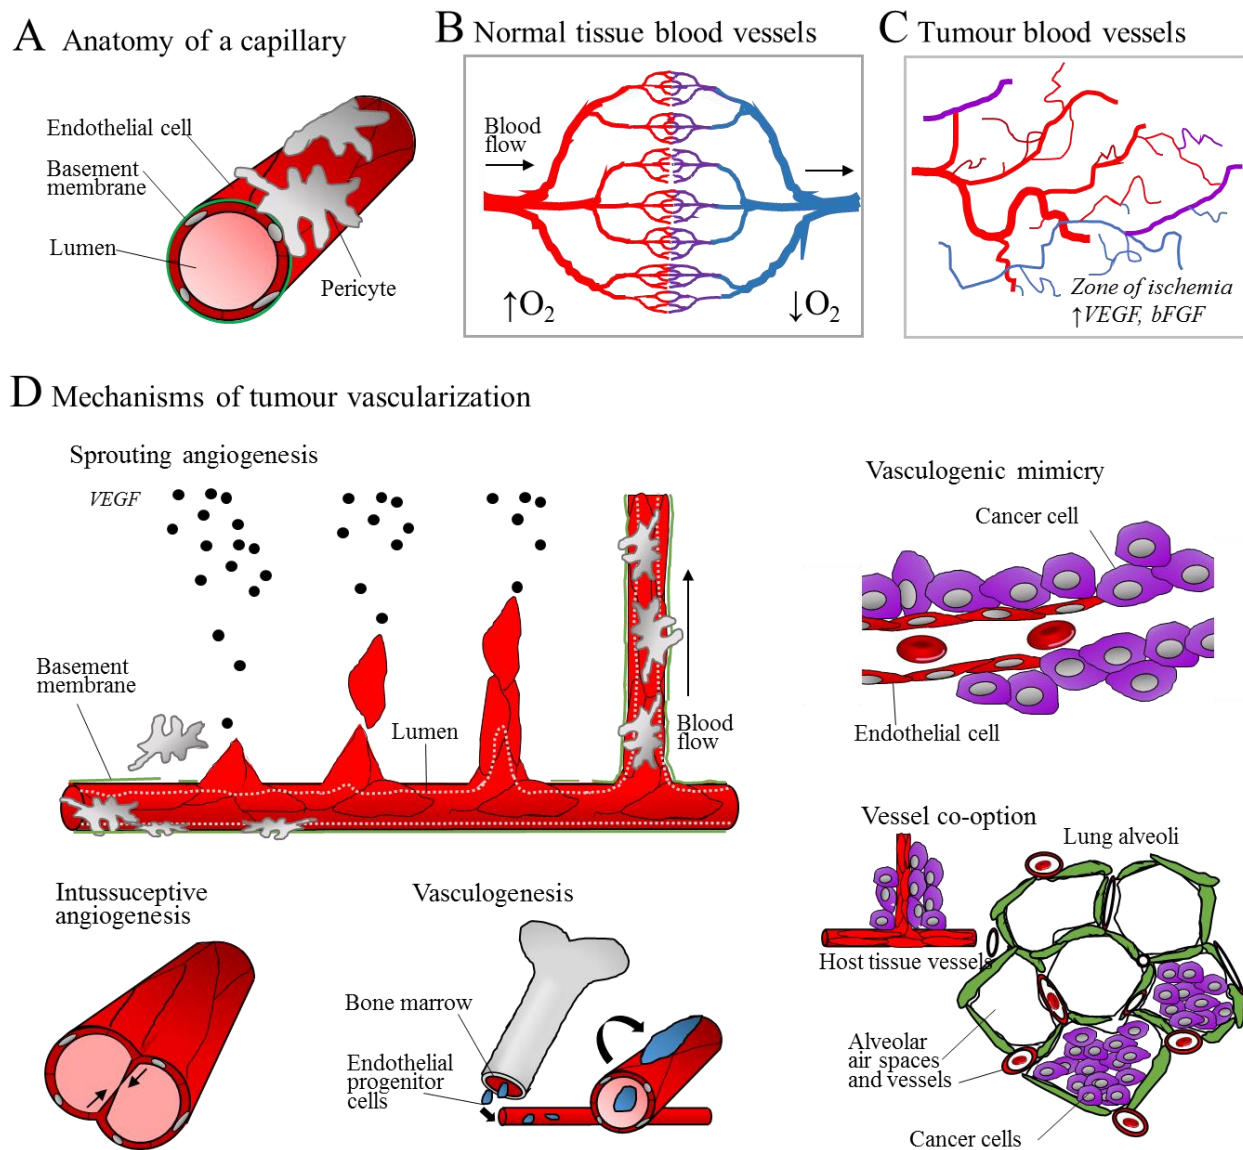 A Anatomy of a capillary
Endothelial cell
Basement
membrane
Lumen
Pericyte
B Normal tissue blood vessels
Blood
flow
↑O₂
↓O₂
C Tumour blood vessels
Zone of ischemia
↑VEGF, bFGF
D Mechanisms of tumour vascularization
Sprouting angiogenesis
VEGF
Basement
membrane
Lumen
Blood
flow
Vasculogenic mimicry
Cancer cell
Endothelial cell
Intussuceptive
angiogenesis
Vasculogenesis
Bone marrow
Endothelial
progenitor
cells
Vessel co-option
Lung alveoli
Host tissue vessels
Alveolar
air spaces
and vessels
Cancer cells